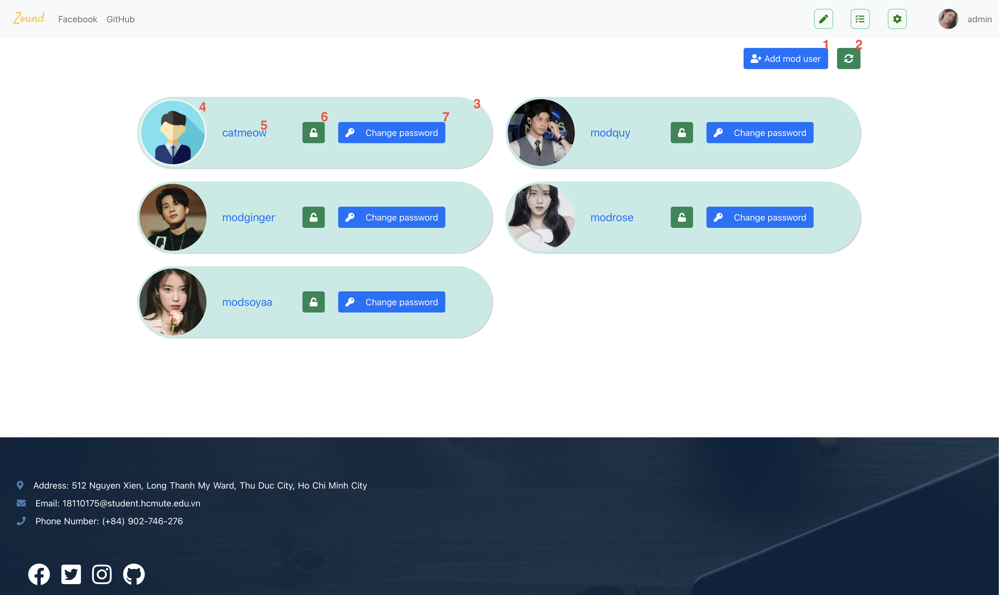 Zound Facebook GitHub admin
1 2
Add mod user
3
4
5 6 7
catmeow Change password
modquy Change password
modginger Change password
modrose Change password
modsoyaa Change password
Address: 512 Nguyen Xien, Long Thanh My Ward, Thu Duc City, Ho Chi Minh City
Email: 18110175@student.hcmute.edu.vn
Phone Number: (+84) 902-746-276